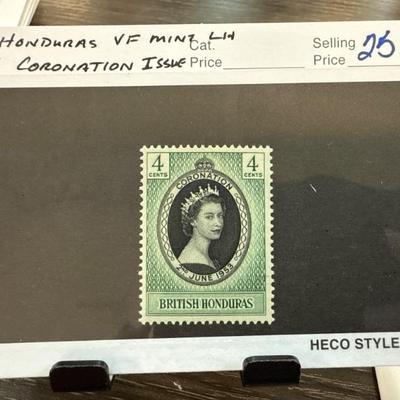 HONDURAS VF MINT LH
CORONATION ISSUE
Cat.
Price
Selling
Price 25
4 CENTS
4 CENTS
CORONATION
2ND JUNE 1953
BRITISH HONDURAS
HECO STYLE